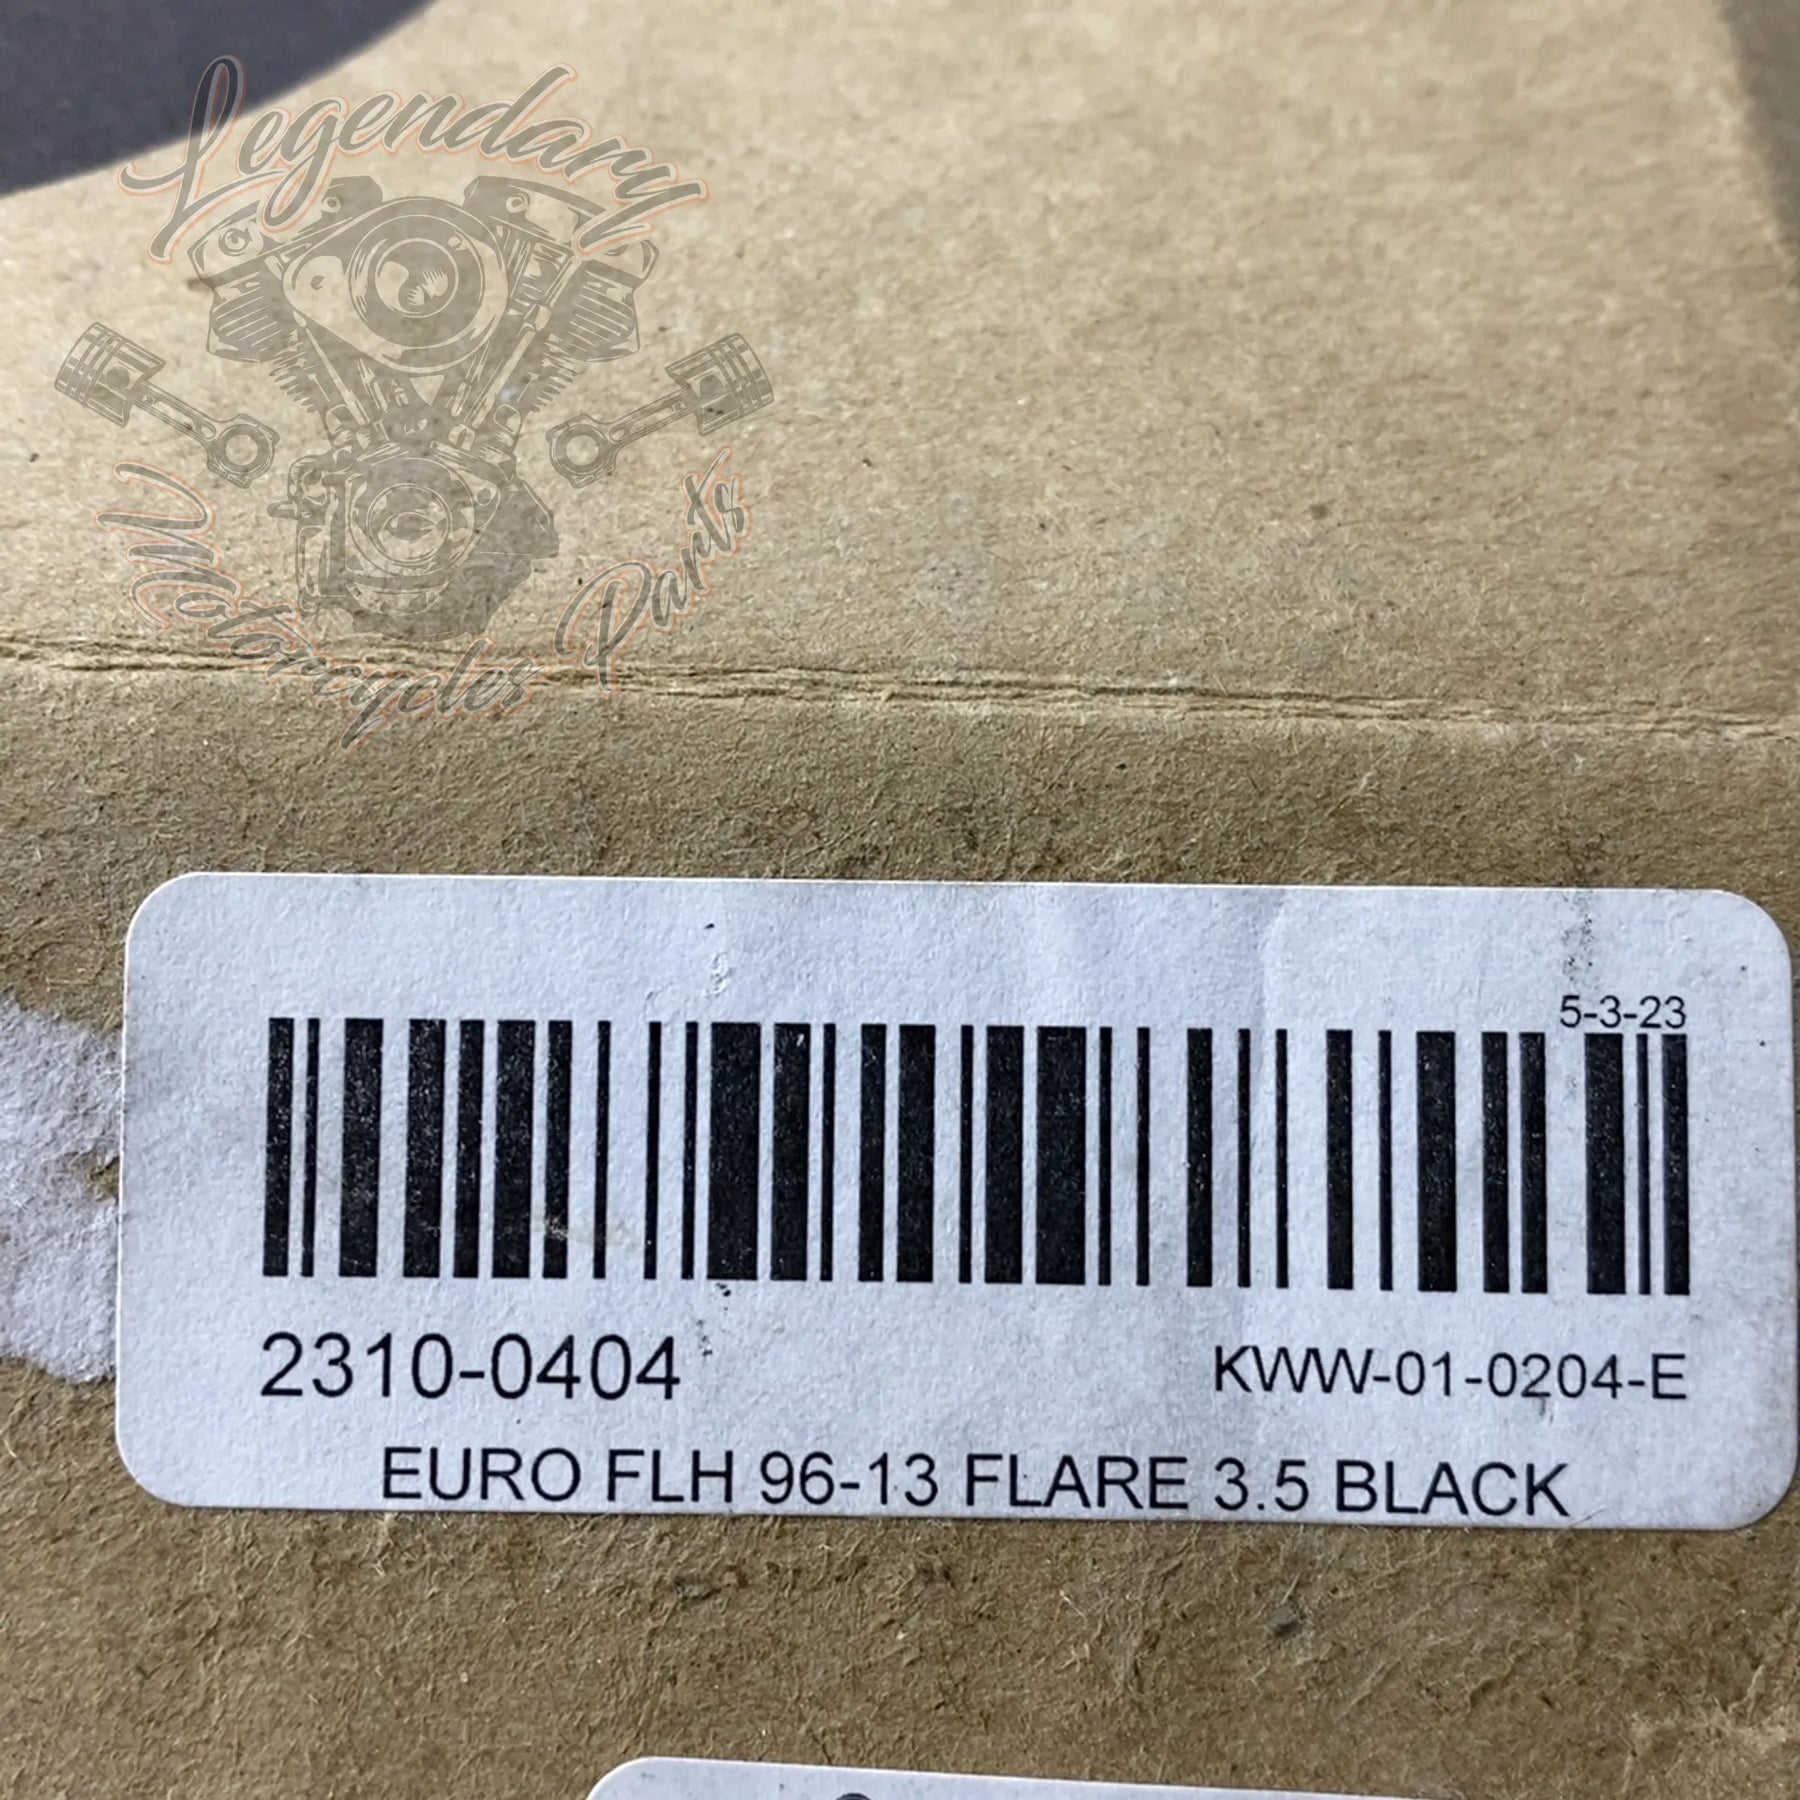 Legendary
Motorcycles Parts
5-3-23
2310-0404
KWW-01-0204-E
EURO FLH 96-13 FLARE 3.5 BLACK